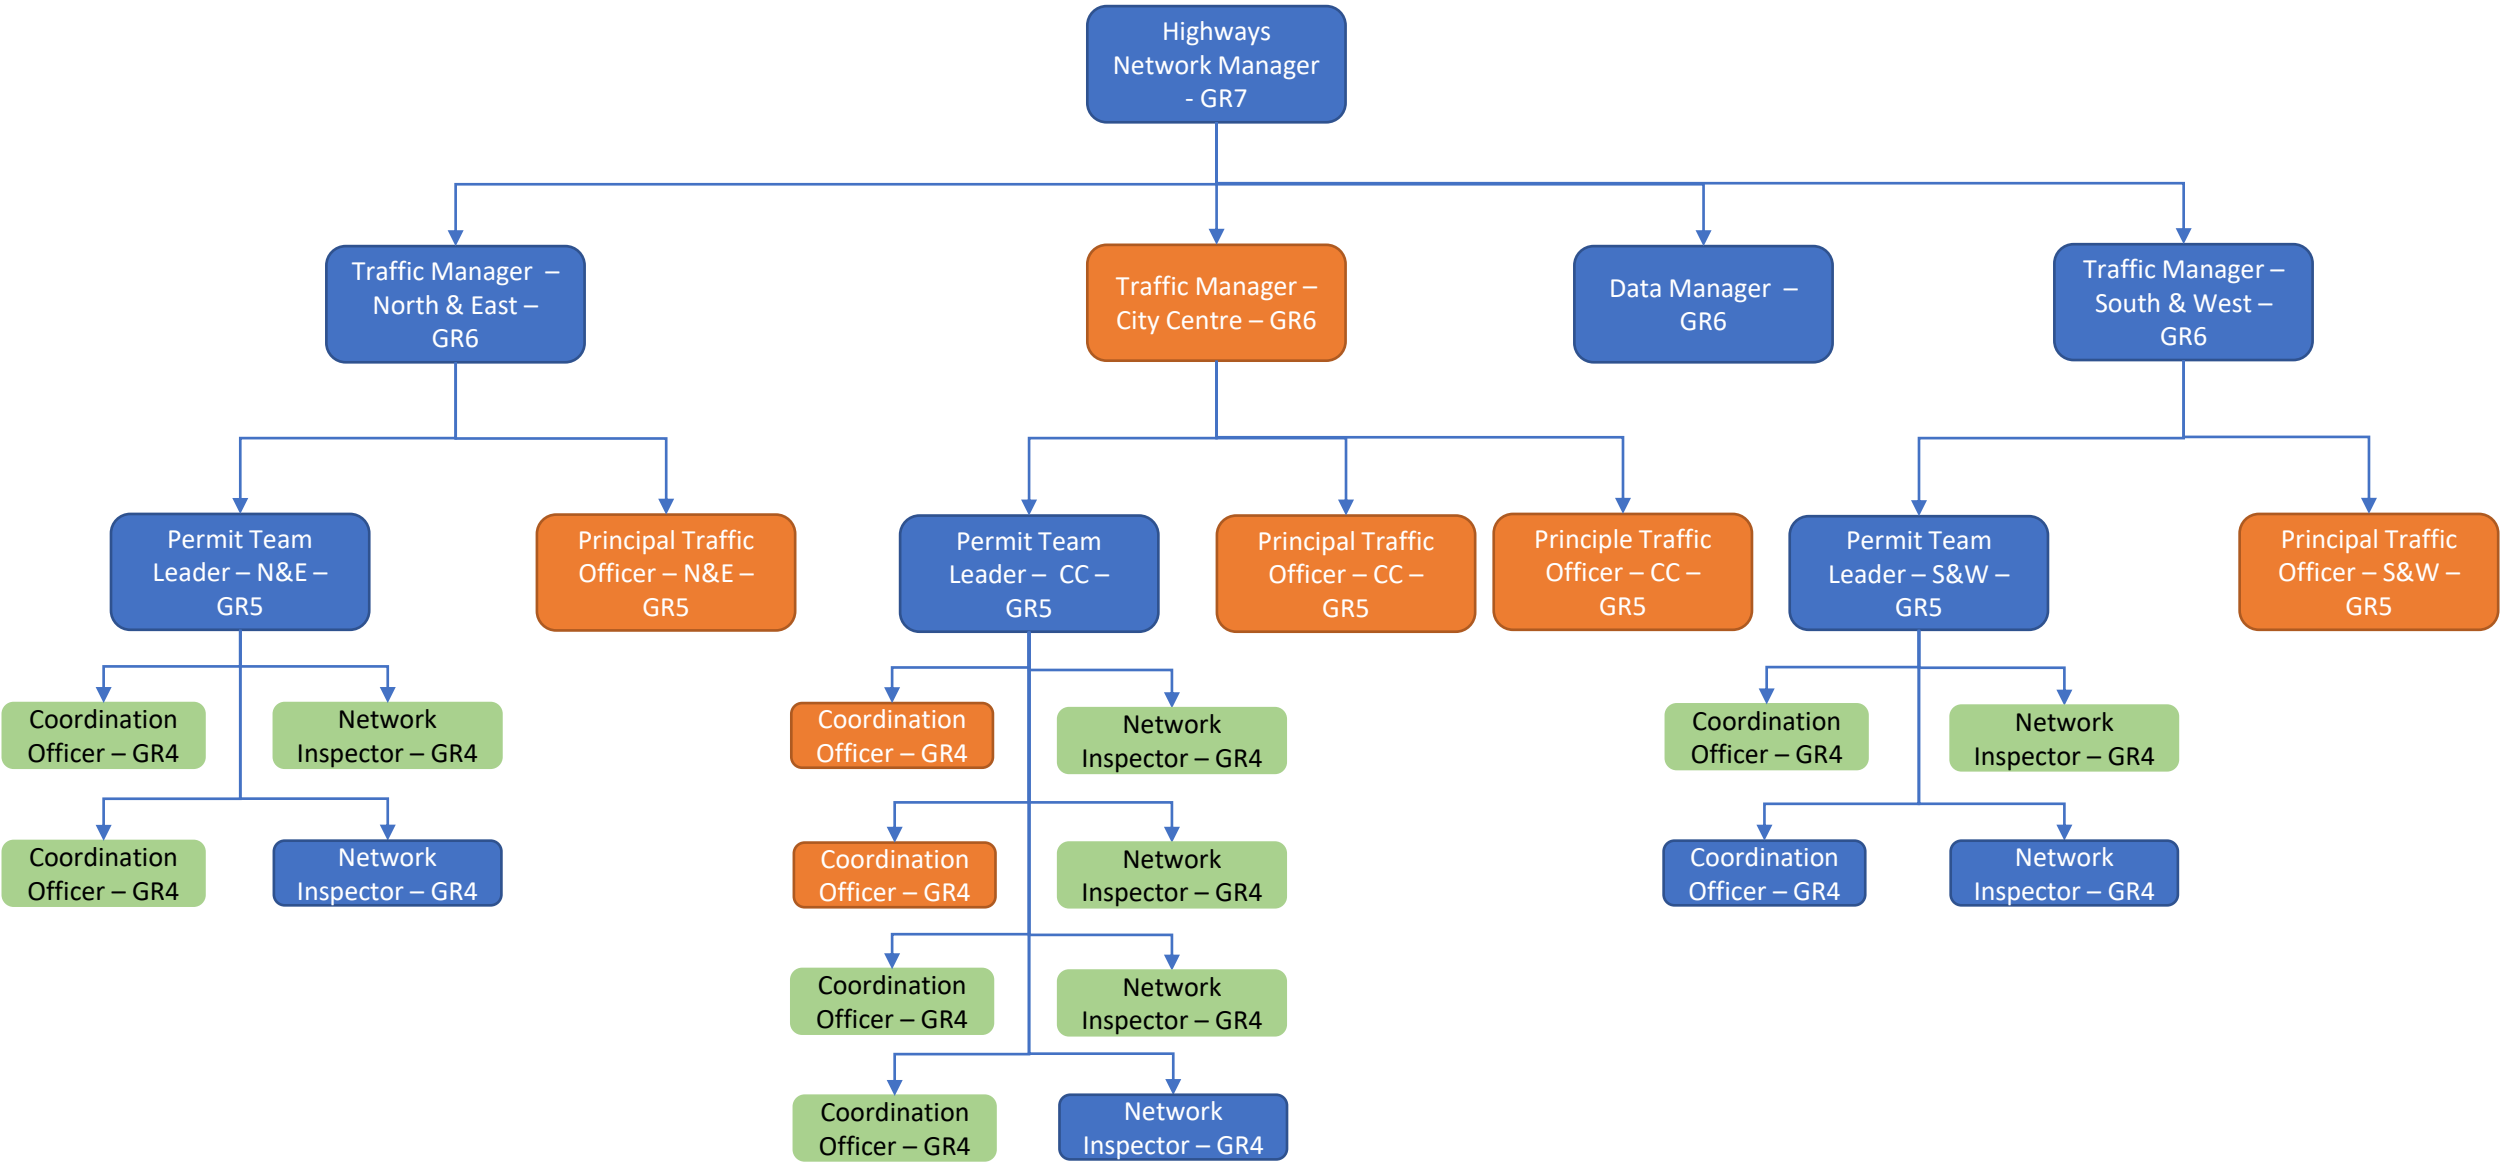 Highways
Network Manager
- GR7
Traffic Manager –
North & East –
GR6
Traffic Manager –
City Centre – GR6
Data Manager –
GR6
Traffic Manager –
South & West –
GR6
Permit Team
Leader – N&E –
GR5
Principal Traffic
Officer – N&E –
GR5
Permit Team
Leader – CC –
GR5
Principal Traffic
Officer – CC –
GR5
Principle Traffic
Officer – CC –
GR5
Permit Team
Leader – S&W –
GR5
Principal Traffic
Officer – S&W –
GR5
Coordination
Officer – GR4
Network
Inspector – GR4
Coordination
Officer – GR4
Network
Inspector – GR4
Coordination
Officer – GR4
Network
Inspector – GR4
Coordination
Officer – GR4
Network
Inspector – GR4
Coordination
Officer – GR4
Network
Inspector – GR4
Coordination
Officer – GR4
Network
Inspector – GR4
Coordination
Officer – GR4
Network
Inspector – GR4
Coordination
Officer – GR4
Network
Inspector – GR4